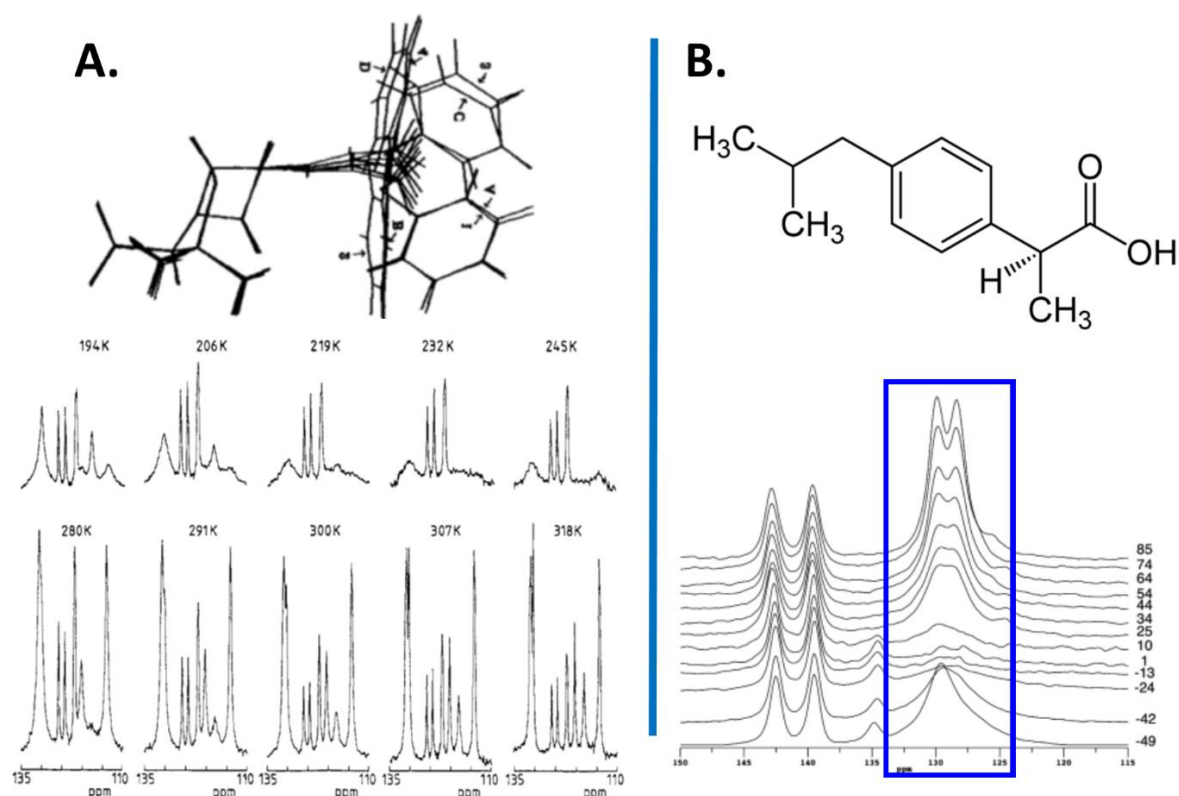 A.
B.
D
A
S
C
V
I
B
S
194K 206K 219K 232K 245K
280K 291K 300K 307K 318K
135 110 135 110 135 110 135 110 135 110
ppm ppm ppm ppm ppm
H3C
CH3
O
OH
H
CH3
85
74
64
54
44
34
25
10
1
-13
-24
-42
-49
150 145 140 135 130 125 120 115
ppm